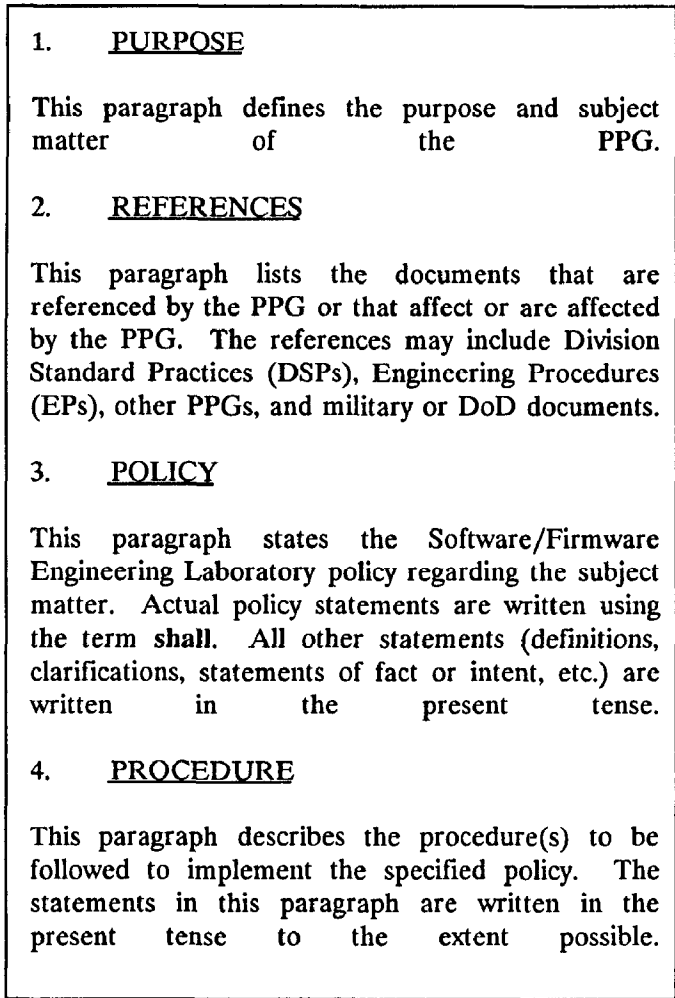 1. PURPOSE
This paragraph defines the purpose and subject
matter of the PPG.
2. REFERENCES
This paragraph lists the documents that are
referenced by the PPG or that affect or are affected
by the PPG. The references may include Division
Standard Practices (DSPs), Engineering Procedures
(EPs), other PPGs, and military or DoD documents.
3. POLICY
This paragraph states the Software/Firmware
Engineering Laboratory policy regarding the subject
matter. Actual policy statements are written using
the term shall. All other statements (definitions,
clarifications, statements of fact or intent, etc.) are
written in the present tense.
4. PROCEDURE
This paragraph describes the procedure(s) to be
followed to implement the specified policy. The
statements in this paragraph are written in the
present tense to the extent possible.